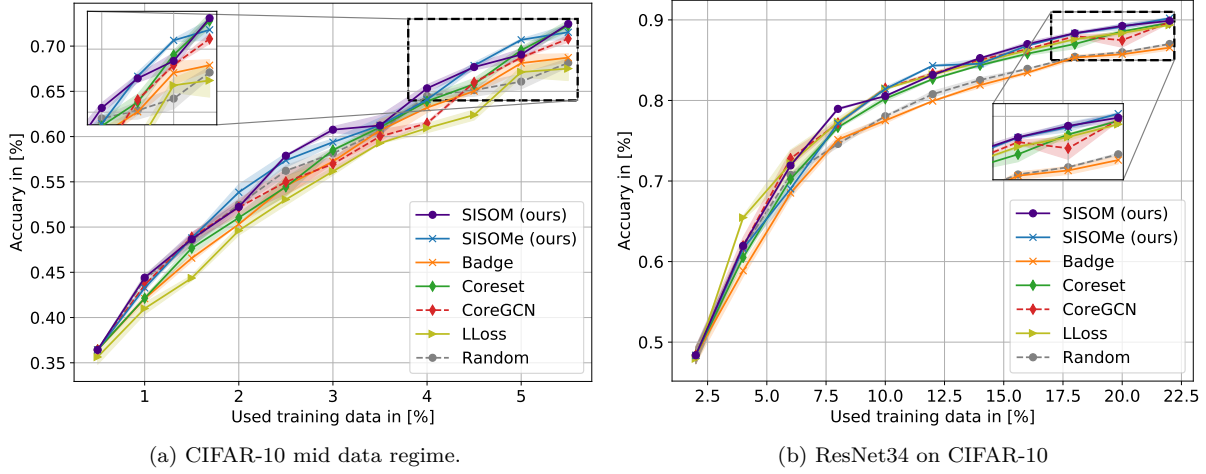 0.70
0.65
0.60
0.55
0.50
0.45
0.40
0.35
Accuary in [%]
1
2
3
4
5
Used training data in [%]
SISOM (ours)
SISOMe (ours)
Badge
Coreset
CoreGCN
LLoss
Random
(a) CIFAR-10 mid data regime.
0.9
0.8
0.7
0.6
0.5
Accuary in [%]
2.5
5.0
7.5
10.0
12.5
15.0
17.5
20.0
22.5
Used training data in [%]
SISOM (ours)
SISOMe (ours)
Badge
Coreset
CoreGCN
LLoss
Random
(b) ResNet34 on CIFAR-10